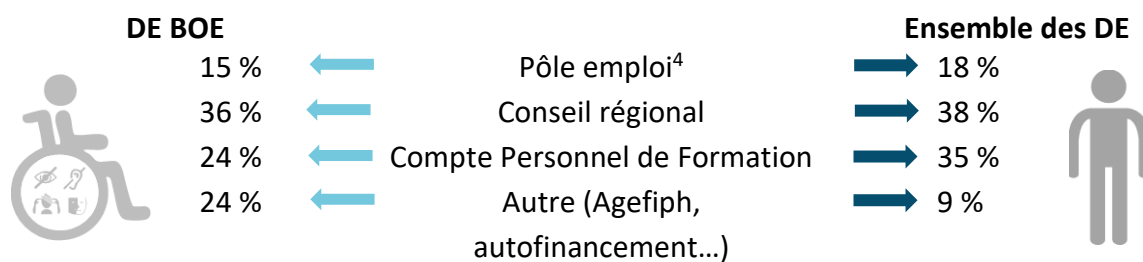 DE BOE Ensemble des DE
15 % Pôle emploi4 18 %
36 % Conseil régional 38 %
24 % Compte Personnel de Formation 35 %
24 % Autre (Agefiph, 9 %
autofinancement…)